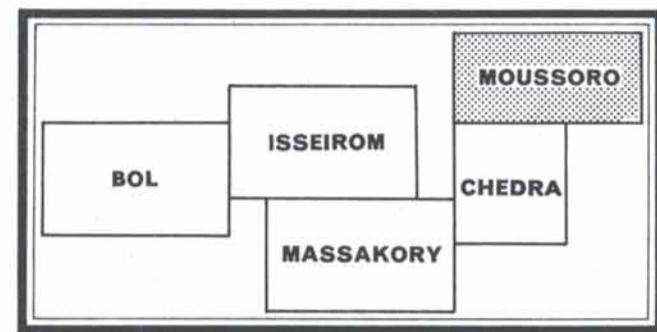 MOUSSORO
ISSEIROM
BOL
CHEDRA
MASSAKORY